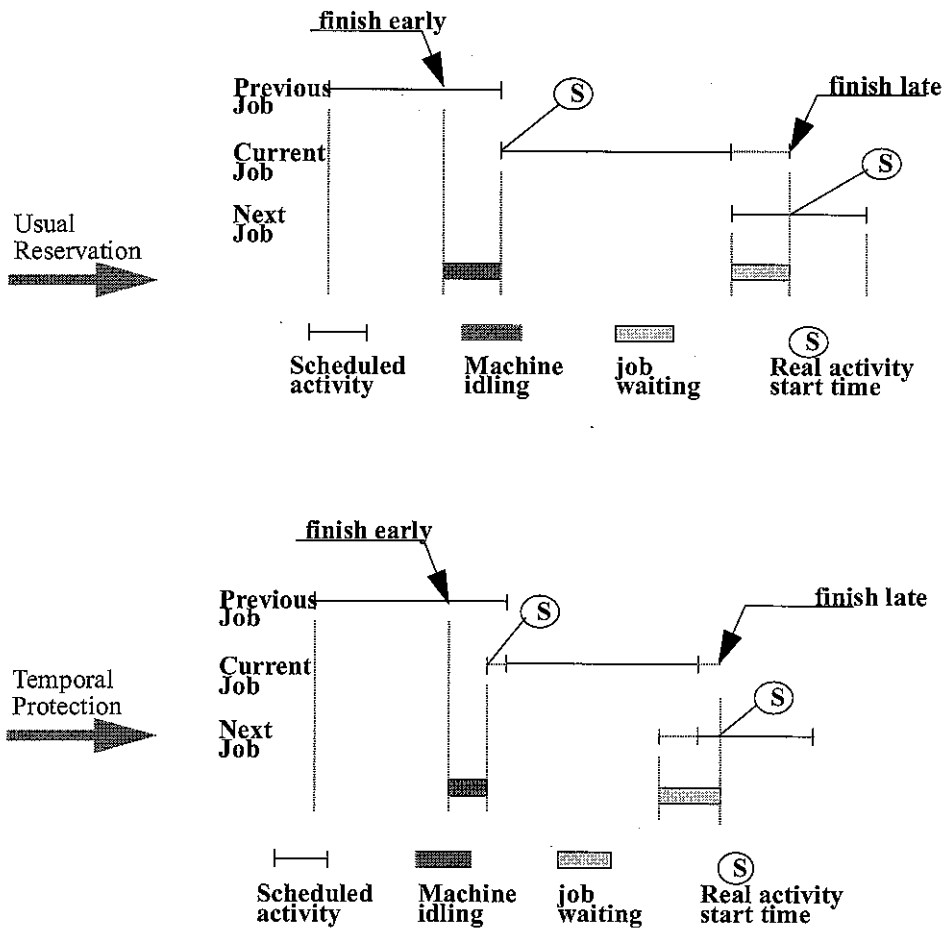 finish early
Previous
Job
S
finish late
Current
Job
S
Next
Job
Usual
Reservation
S
Scheduled
activity
Machine
idling
job
waiting
Real activity
start time
finish early
Previous
Job
S
finish late
Current
Job
Temporal
Protection
S
Next
Job
S
Scheduled
activity
Machine
idling
job
waiting
Real activity
start time